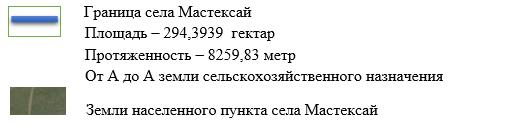 Граница села Мастексай
Площадь – 294,3939 гектар
Протяженность – 8259,83 метр
От А до А земли сельскохозяйственного назначения
Земли населенного пункта села Мастексай